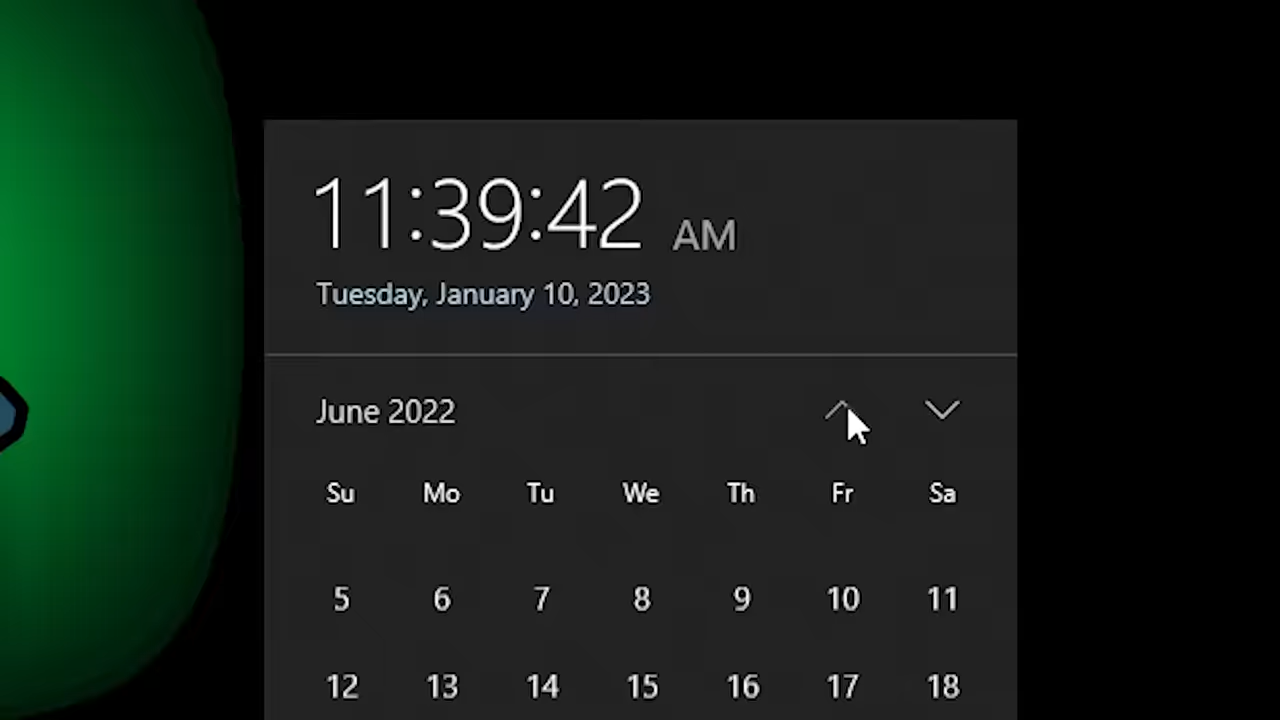 11:39:42 AM
Tuesday, January 10, 2023
June 2022
Su Mo Tu We Th Fr Sa
5 6 7 8 9 10 11
12 13 14 15 16 17 18